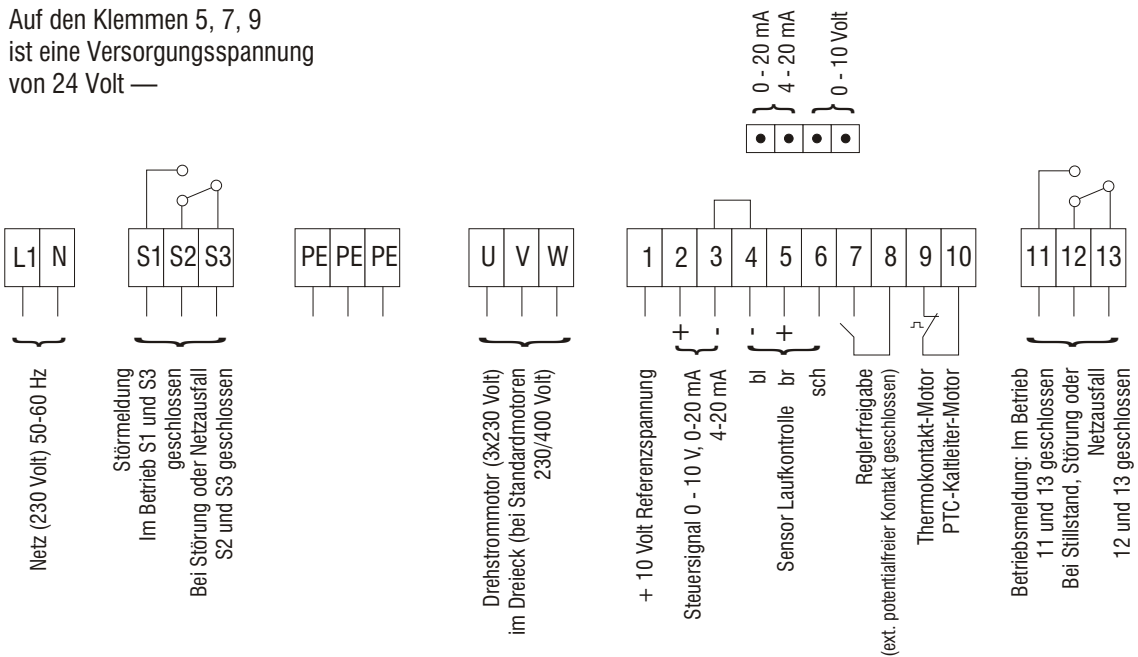 Auf den Klemmen 5, 7, 9
ist eine Versorgungsspannung
von 24 Volt —
0 - 20 mA
4 - 20 mA
0 - 10 Volt
L1 N
S1 S2 S3
PE PE PE
U V W
1 2 3 4 5 6 7 8 9 10
11 12 13
+ - - +
Netz (230 Volt) 50-60 Hz
Störmeldung
Im Betrieb S1 und S3
geschlossen
Bei Störung oder Netzausfall
S2 und S3 geschlossen
Drehstrommotor (3x230 Volt)
im Dreieck (bei Standardmotoren
230/400 Volt)
+ 10 Volt Referenzspannung
Steuersignal 0 - 10 V, 0-20 mA
4-20 mA
bl
br
sch
Sensor Laufkontrolle
Reglerfreigabe
(ext. potentialfreier Kontakt geschlossen)
Thermokontakt-Motor
PTC-Kaltleiter-Motor
Betriebsmeldung: Im Betrieb
11 und 13 geschlossen
Bei Stillstand, Störung oder
Netzausfall
12 und 13 geschlossen